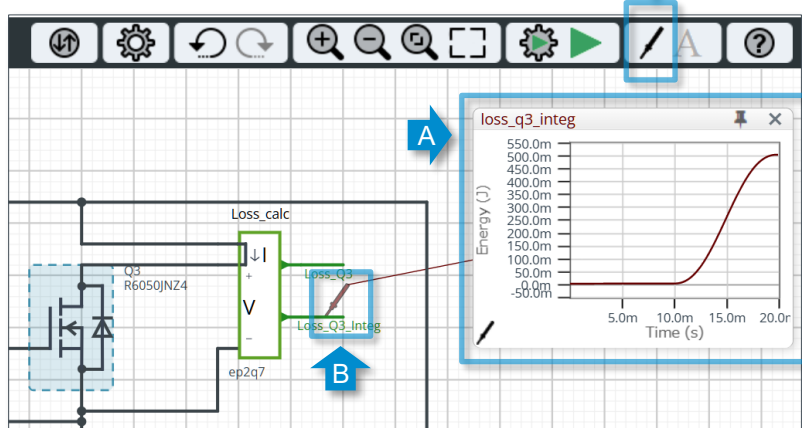 A
A
loss_q3_integ
550.0m
500.0m
450.0m
400.0m
350.0m
300.0m
250.0m
200.0m
150.0m
100.0m
50.0m
0.0m
-50.0m
Energy (J)
5.0m 10.0m 15.0m 20.0m
Time (s)
Loss_calc
↓I
+
V
−
ep2q7
Q3
R6050JNZ4
Loss_Q3
Loss_Q3_Integ
B
?